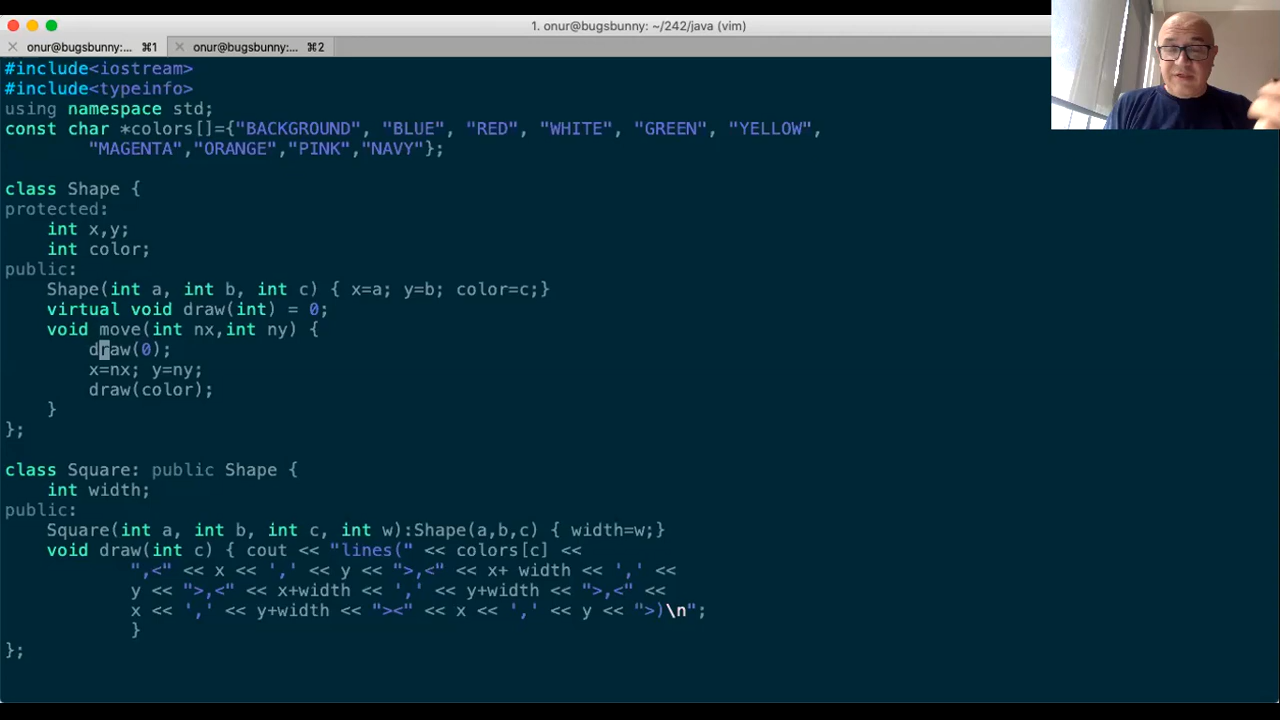 1. onur@bugsbunny: ~/242/java (vim)
onur@bugsbunny:... ⌘1 onur@bugsbunny:... ⌘2
#include<iostream>
#include<typeinfo>
using namespace std;
const char *colors[]={"BACKGROUND", "BLUE", "RED", "WHITE", "GREEN", "YELLOW",
        "MAGENTA","ORANGE","PINK","NAVY"};
class Shape {
protected:
    int x,y;
    int color;
public:
    Shape(int a, int b, int c) { x=a; y=b; color=c;}
    virtual void draw(int) = 0;
    void move(int nx,int ny) {
        draw(0);
        x=nx; y=ny;
        draw(color);
    }
};
class Square: public Shape {
    int width;
public:
    Square(int a, int b, int c, int w):Shape(a,b,c) { width=w;}
    void draw(int c) { cout << "lines(" << colors[c] <<
            ",<" << x << ',' << y << ">,<" << x+ width << ',' <<
            y << ">,<" << x+width << ',' << y+width << ">,<" <<
            x << ',' << y+width << "><" << x << ',' << y << ">)\n";
            }
};